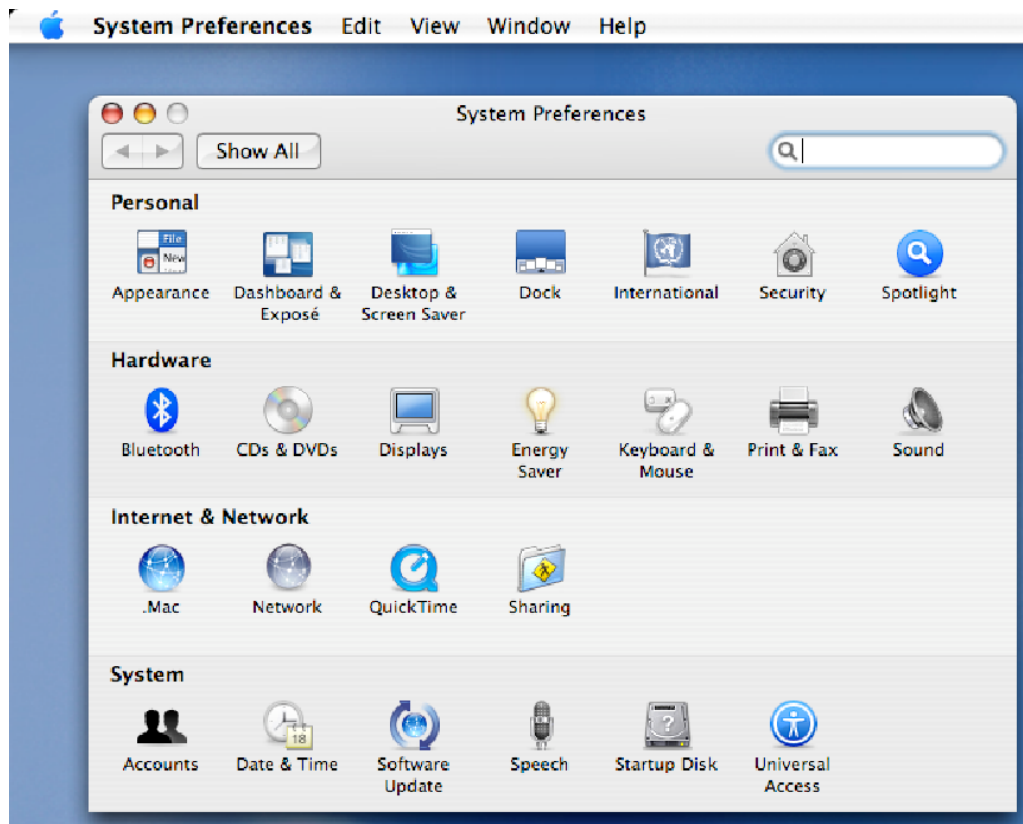 System Preferences Edit View Window Help
System Preferences
Show All
Personal
File
New
Appearance Dashboard & Exposé Desktop & Screen Saver Dock International Security Spotlight
Hardware
Bluetooth CDs & DVDs Displays Energy Saver Keyboard & Mouse Print & Fax Sound
Internet & Network
.Mac Network QuickTime Sharing
System
18
?
Accounts Date & Time Software Update Speech Startup Disk Universal Access